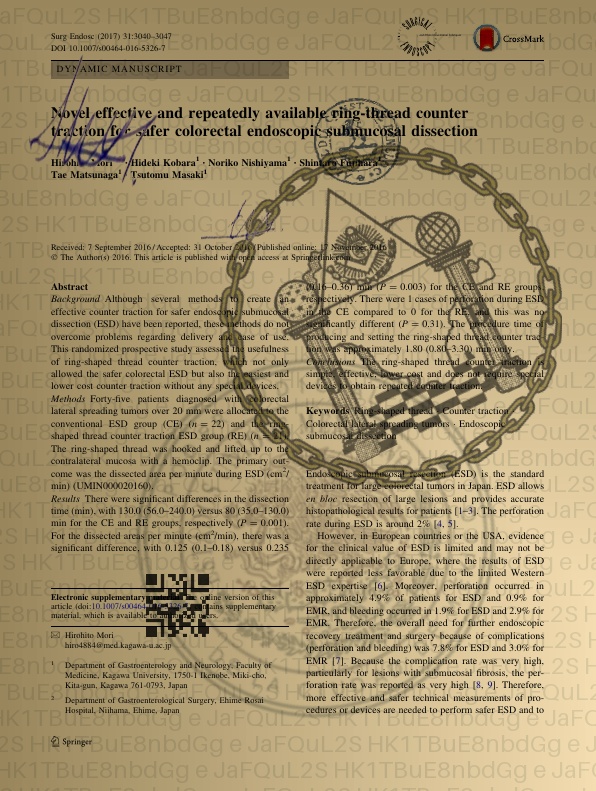 Surg Endosc (2017) 31:3040–3047
DOI 10.1007/s00464-016-5326-7
CrossMark
DYNAMIC MANUSCRIPT
Novel effective and repeatedly available ring-thread counter
traction for safer colorectal endoscopic submucosal dissection
Mori · Hideki Kobara1 · Noriko Nishiyama1 · Shintaro Fujihara1
Tae Matsunaga1 · Tsutomu Masaki1
Received: 7 September 2016 / Accepted: 31 October / Published online: 17 November 2016
© The Author(s) 2016. This article is published with open access at Springerlink.com
Abstract
Background Although several methods to create an
effective counter traction for safer endoscopic submucosal
dissection (ESD) have been reported, these methods do not
overcome problems regarding delivery and ease of use.
This randomized prospective study assessed the usefulness
of ring-shaped thread counter traction, which not only
allowed the safer colorectal ESD but also the easiest and
lower cost counter traction without any special devices.
Methods Forty-five patients diagnosed with colorectal
lateral spreading tumors over 20 mm were allocated to the
conventional ESD group (CE) (n = 22) and the ring-
shaped thread counter traction ESD group (RE) (n =
The ring-shaped thread was hooked and lifted up to the
contralateral mucosa with a hemoclip. The primary out-
come was the dissected area per minute during ESD (cm2/
min) (UMIN000020160).
Results There were significant differences in the dissection
time (min), with 130.0 (56.0–240.0) versus 80 (35.0–130.0)
min for the CE and RE groups, respectively (P = 0.001).
For the dissected areas per minute (cm2/min), there was a
significant difference, with 0.125 (0.1–0.18) versus 0.235
Electronic supplementary online version of this
article (doi:10.1007/s00464 contains supplementary
material, which is available to users.
Hirohito Mori
hiro4884@med.kagawa-u.ac.jp
1 Department of Gastroenterology and Neurology, Faculty of
Medicine, Kagawa University, 1750-1 Ikenobe, Miki-cho,
Kita-gun, Kagawa 761-0793, Japan
2 Department of Gastroenterological Surgery, Ehime Rosai
Hospital, Niihama, Ehime, Japan
Springer
(0.16–0.36) min (P = 0.003) for the CE and RE groups,
respectively. There were 1 cases of perforation during ESD
in the CE compared to 0 for the RE, and this was no
significantly different (P = 0.31). The procedure time of
producing and setting the ring-shaped thread counter trac-
tion was approximately 1.80 (0.80–3.30) min only.
Conclusions The ring-shaped thread counter traction is
simple, effective, lower cost and does not require special
devices to obtain repeated counter traction.
Keywords Ring-shaped thread · Counter traction ·
Colorectal lateral spreading tumors · Endoscopic
submucosal dissection
Endoscopic submucosal resection (ESD) is the standard
treatment for large colorectal tumors in Japan. ESD allows
en bloc resection of large lesions and provides accurate
histopathological results for patients [1–3]. The perforation
rate during ESD is around 2% [4, 5].
However, in European countries or the USA, evidence
for the clinical value of ESD is limited and may not be
directly applicable to Europe, where the results of ESD
were reported less favorable due to the limited Western
ESD expertise [6]. Moreover, perforation occurred in
approximately 4.9% of patients for ESD and 0.9% for
EMR, and bleeding occurred in 1.9% for ESD and 2.9% for
EMR. Therefore, the overall need for further endoscopic
recovery treatment and surgery because of complications
(perforation and bleeding) was 7.8% for ESD and 3.0% for
EMR [7]. Because the complication rate was very high,
particularly for lesions with submucosal fibrosis, the per-
foration rate was reported as very high [8, 9]. Therefore,
more effective and safer technical measurements of pro-
cedures or devices are needed to perform safer ESD and to